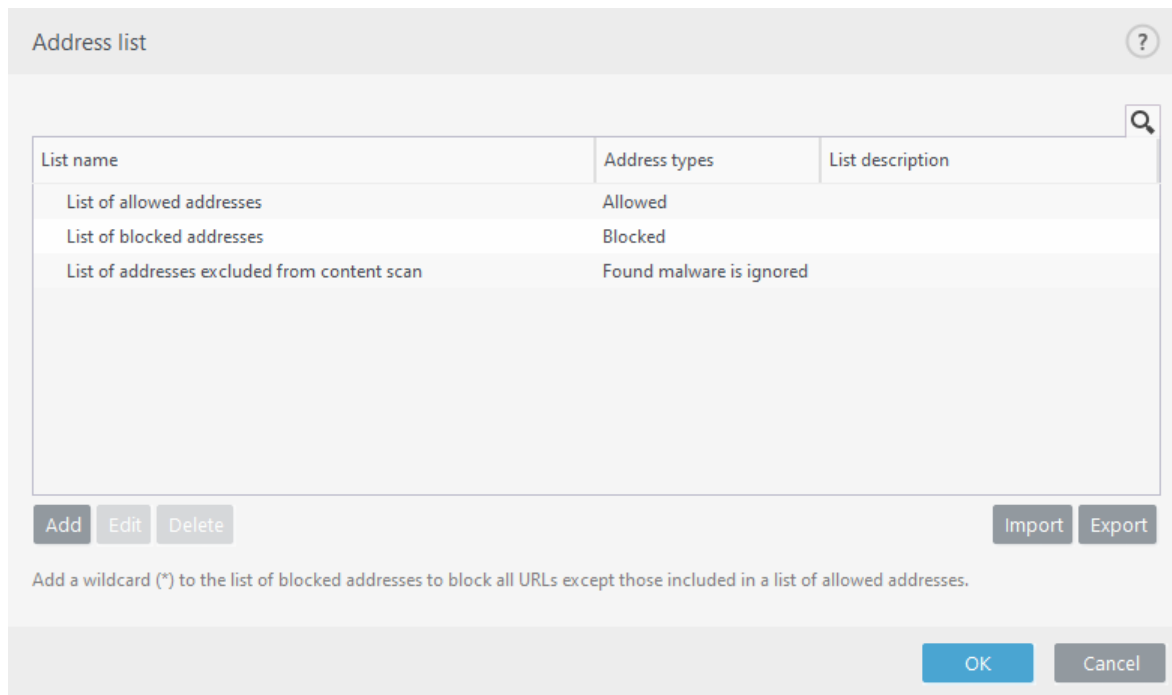 Address list
?
List name Address types List description
List of allowed addresses Allowed
List of blocked addresses Blocked
List of addresses excluded from content scan Found malware is ignored
Add Edit Delete Import Export
Add a wildcard (*) to the list of blocked addresses to block all URLs except those included in a list of allowed addresses.
OK Cancel